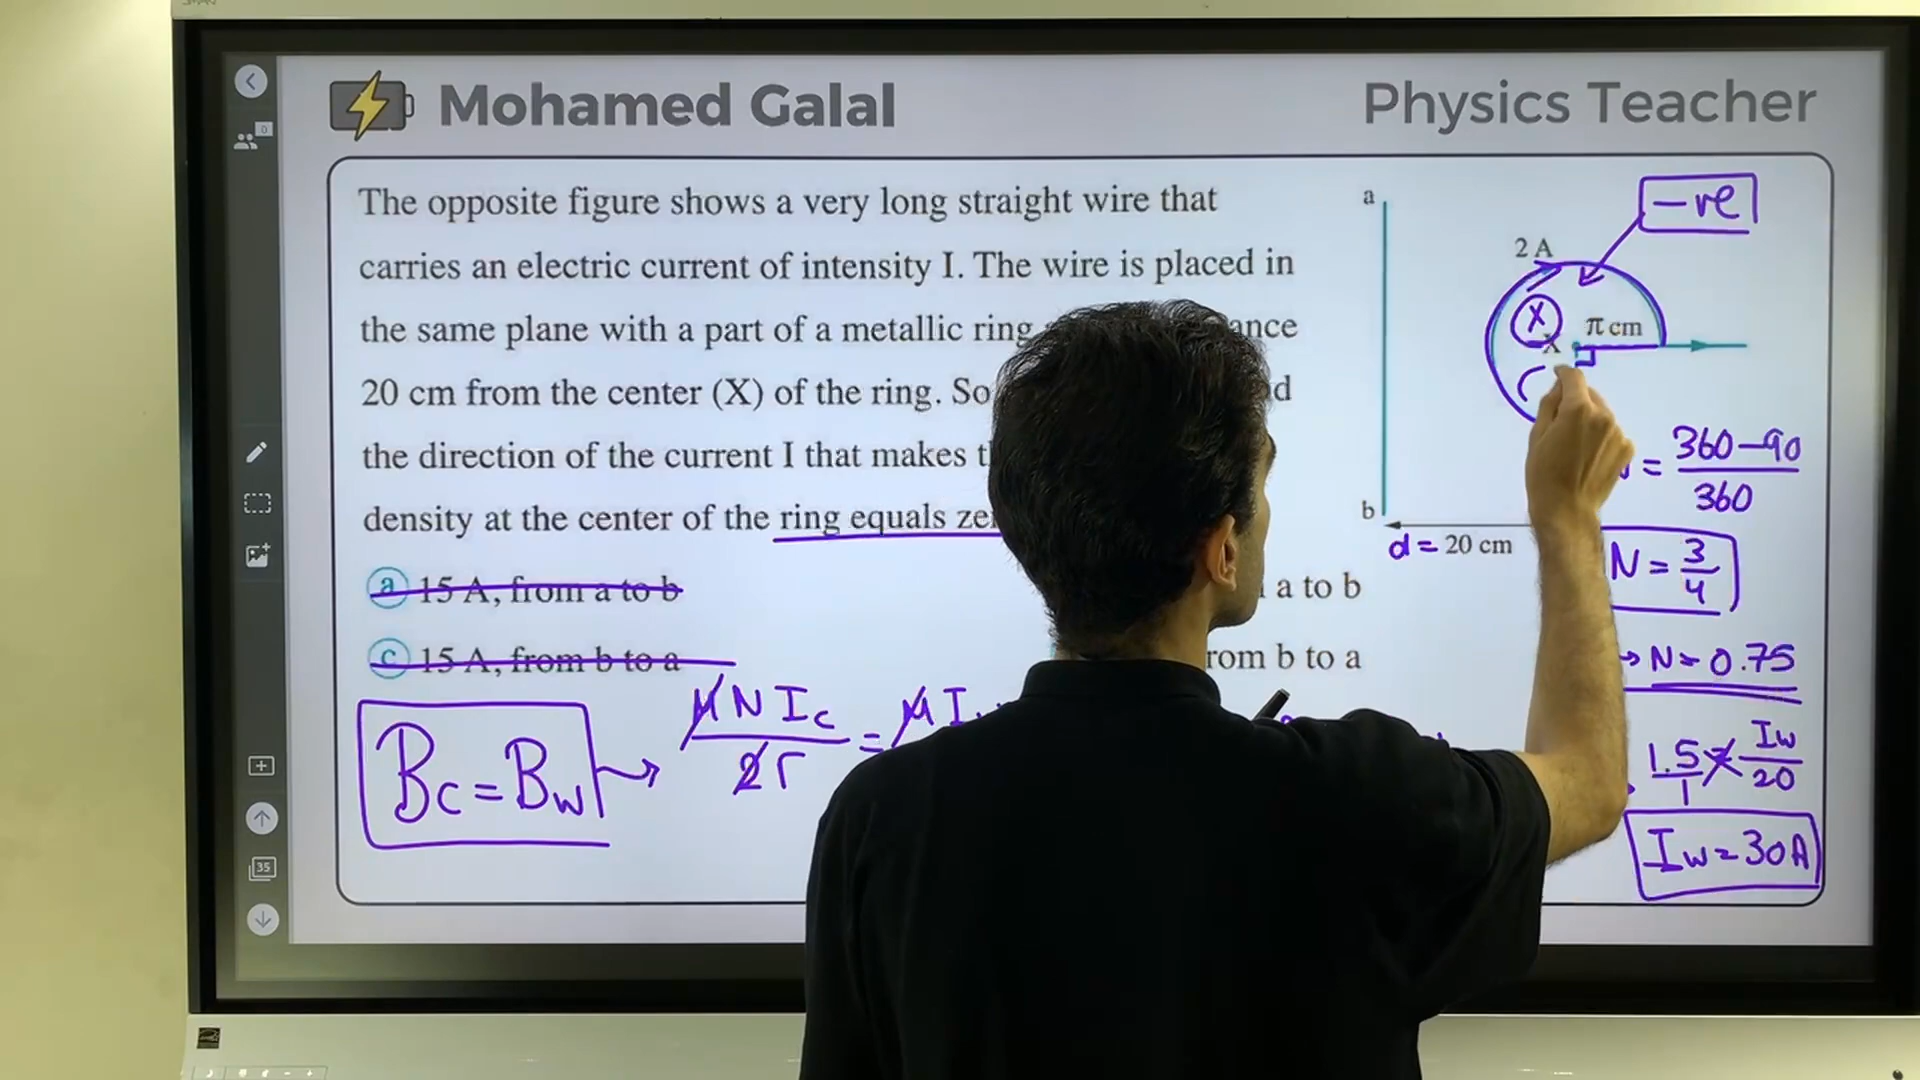 Mohamed Galal
Physics Teacher
The opposite figure shows a very long straight wire that
carries an electric current of intensity I. The wire is placed in
the same plane with a part of a metallic ring
20 cm from the center (X) of the ring. So
the direction of the current I that makes
density at the center of the ring equals
a 15 A, from a to b
a to b
c 15 A, from b to a
from b to a
Bc = Bw
μ N Ic
2 r
=
μ I
a
b
2 A
-ve
X
X
π cm
d = 20 cm
= 360-90
360
N = 3
4
→ N = 0.75
1.5
1
Iw
20
Iw = 30A
0
35